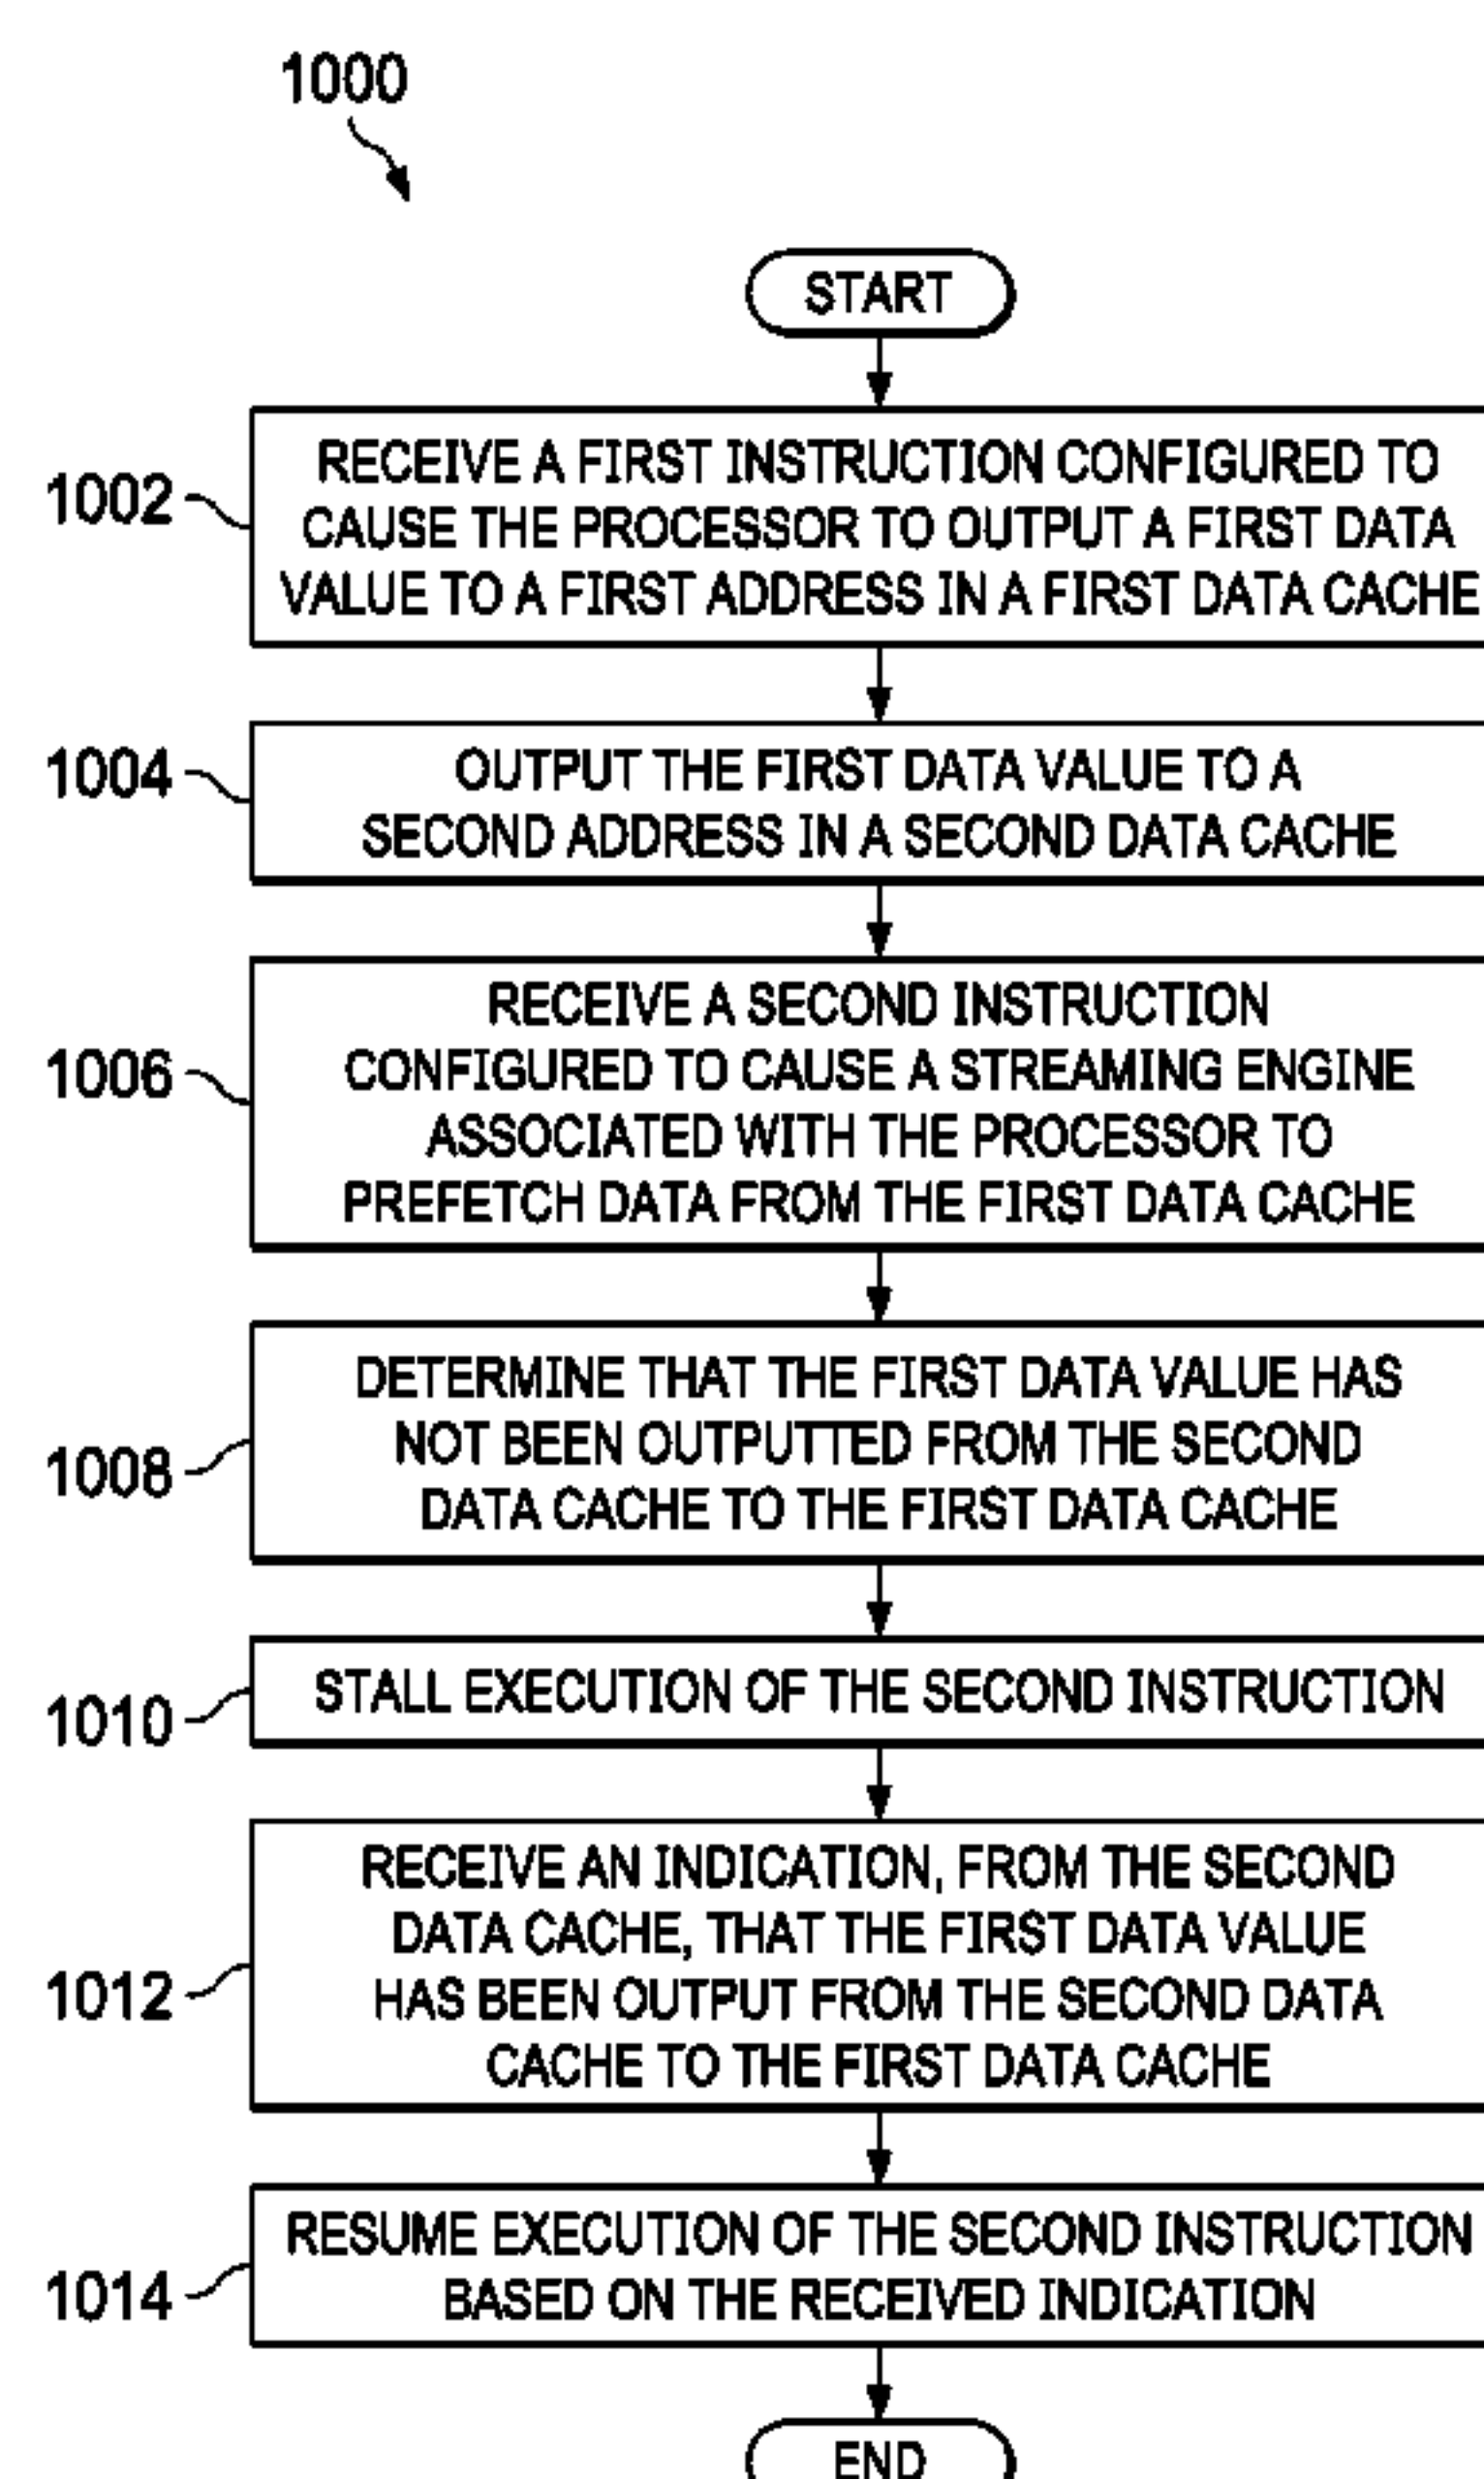 1000
START
1002
RECEIVE A FIRST INSTRUCTION CONFIGURED TO
CAUSE THE PROCESSOR TO OUTPUT A FIRST DATA
VALUE TO A FIRST ADDRESS IN A FIRST DATA CACHE
1004
OUTPUT THE FIRST DATA VALUE TO A
SECOND ADDRESS IN A SECOND DATA CACHE
1006
RECEIVE A SECOND INSTRUCTION
CONFIGURED TO CAUSE A STREAMING ENGINE
ASSOCIATED WITH THE PROCESSOR TO
PREFETCH DATA FROM THE FIRST DATA CACHE
1008
DETERMINE THAT THE FIRST DATA VALUE HAS
NOT BEEN OUTPUTTED FROM THE SECOND
DATA CACHE TO THE FIRST DATA CACHE
1010
STALL EXECUTION OF THE SECOND INSTRUCTION
1012
RECEIVE AN INDICATION, FROM THE SECOND
DATA CACHE, THAT THE FIRST DATA VALUE
HAS BEEN OUTPUT FROM THE SECOND DATA
CACHE TO THE FIRST DATA CACHE
1014
RESUME EXECUTION OF THE SECOND INSTRUCTION
BASED ON THE RECEIVED INDICATION
END